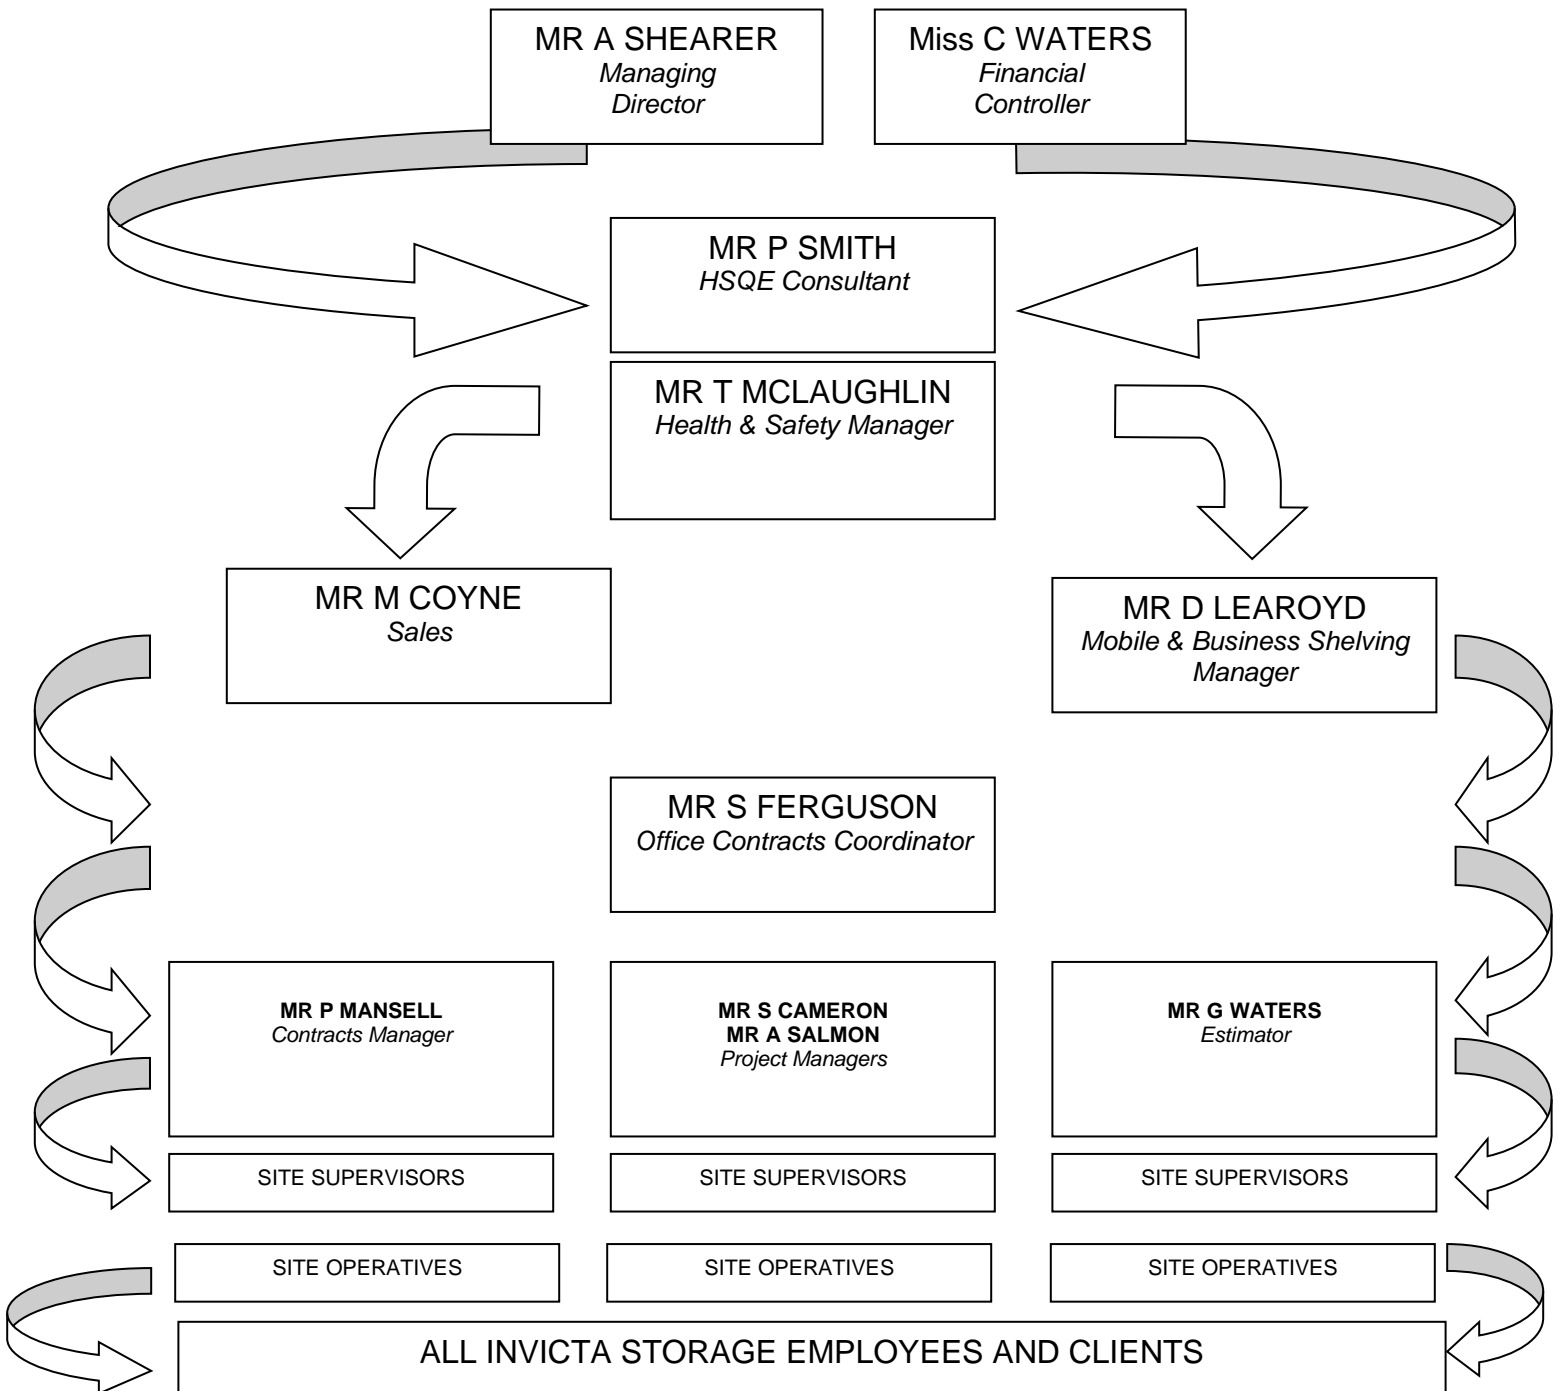 MR A SHEARER
Managing
Director
Miss C WATERS
Financial
Controller
MR P SMITH
HSQE Consultant
MR T MCLAUGHLIN
Health & Safety Manager
MR M COYNE
Sales
MR D LEAROYD
Mobile & Business Shelving
Manager
MR S FERGUSON
Office Contracts Coordinator
MR P MANSELL
Contracts Manager
MR S CAMERON
MR A SALMON
Project Managers
MR G WATERS
Estimator
SITE SUPERVISORS
SITE SUPERVISORS
SITE SUPERVISORS
SITE OPERATIVES
SITE OPERATIVES
SITE OPERATIVES
ALL INVICTA STORAGE EMPLOYEES AND CLIENTS